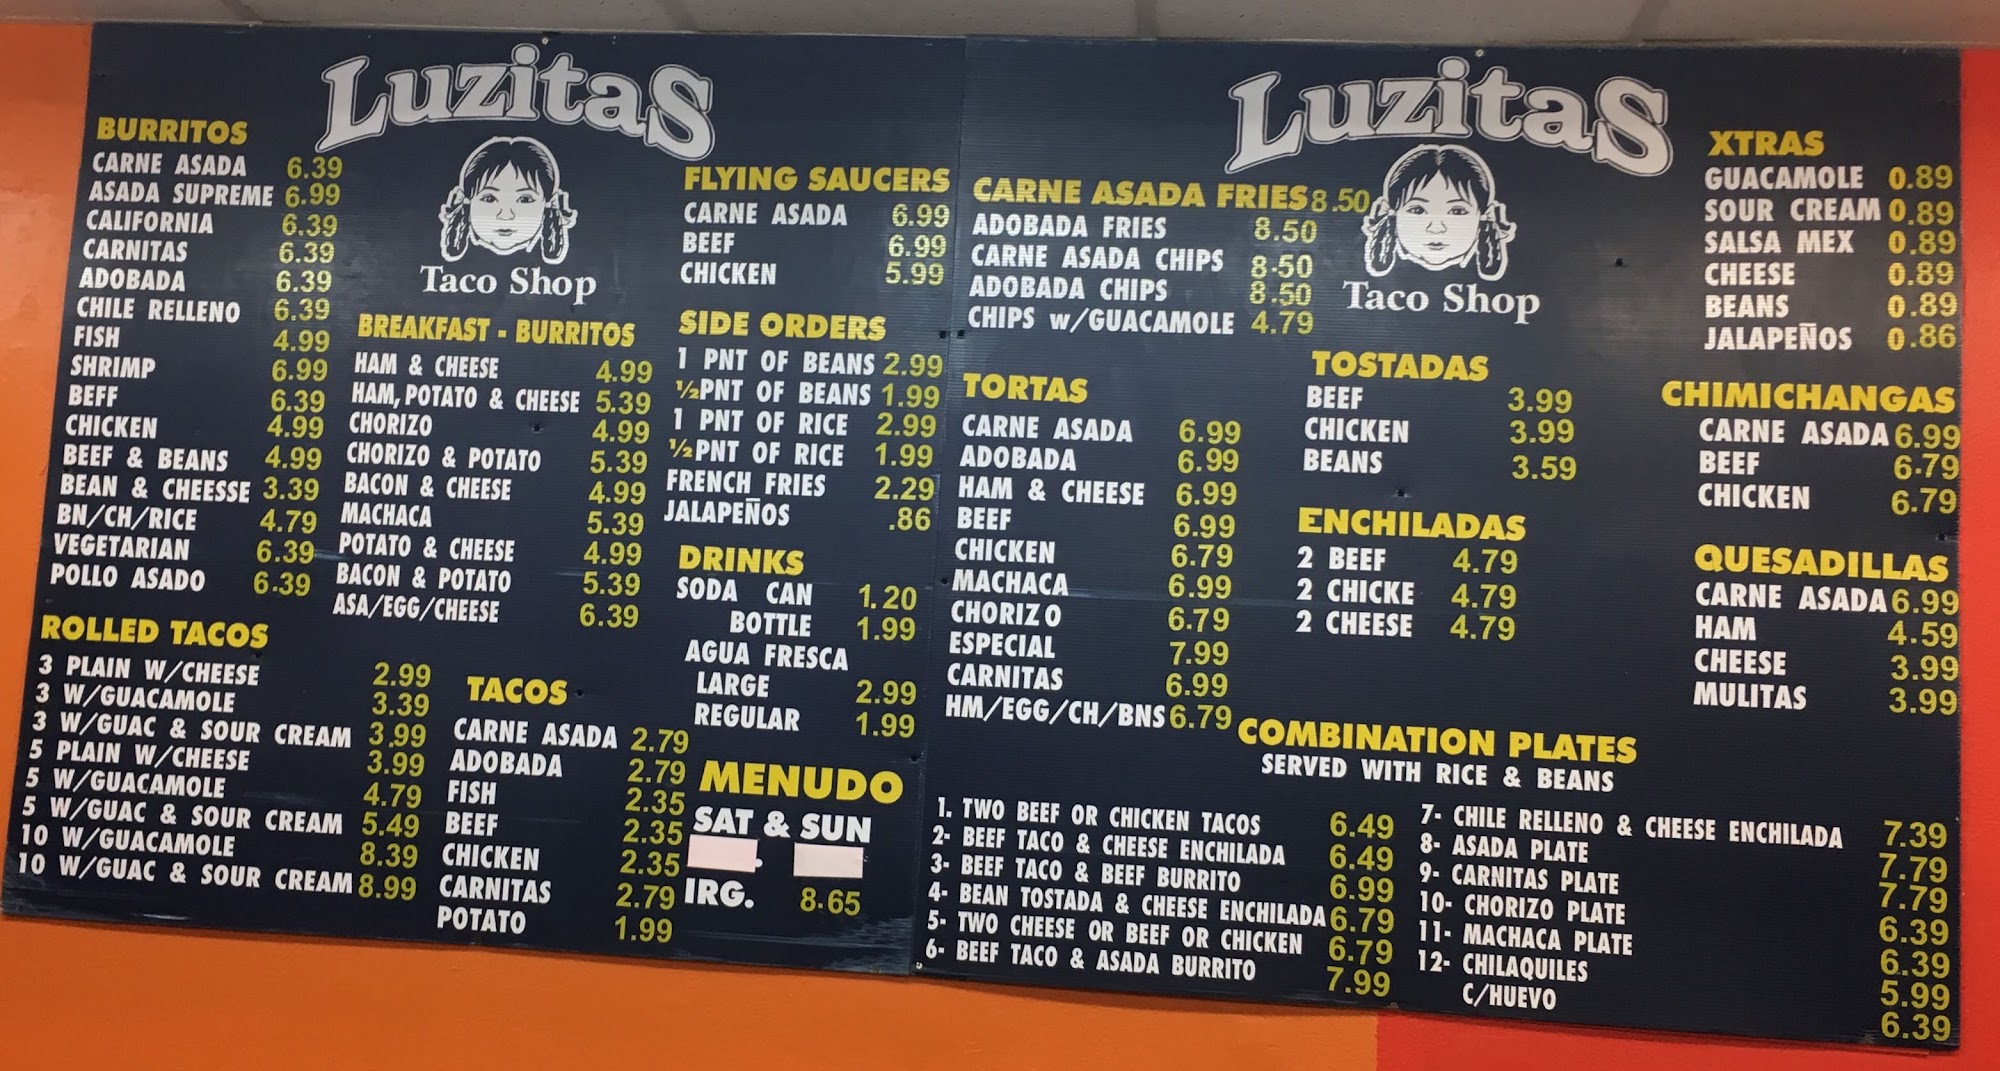 LuzitaS
Taco Shop
BURRITOS
CARNE ASADA 6.39
ASADA SUPREME 6.99
CALIFORNIA 6.39
CARNITAS 6.39
ADOBADA 6.39
CHILE RELLENO 6.39
FISH 4.99
SHRIMP 6.99
BEFF 6.39
CHICKEN 4.99
BEEF & BEANS 4.99
BEAN & CHEESSE 3.39
BN/CH/RICE 4.79
VEGETARIAN 6.39
POLLO ASADO 6.39
ROLLED TACOS
3 PLAIN W/CHEESE 2.99
3 W/GUACAMOLE 3.39
3 W/GUAC & SOUR CREAM 3.99
5 PLAIN W/CHEESE 3.99
5 W/GUACAMOLE 4.79
5 W/GUAC & SOUR CREAM 5.49
10 W/GUACAMOLE 8.39
10 W/GUAC & SOUR CREAM 8.99
BREAKFAST - BURRITOS
HAM & CHEESE 4.99
HAM, POTATO & CHEESE 5.39
CHORIZO 4.99
CHORIZO & POTATO 5.39
BACON & CHEESE 4.99
MACHACA 5.39
POTATO & CHEESE 4.99
BACON & POTATO 5.39
ASA/EGG/CHEESE 6.39
TACOS
CARNE ASADA 2.79
ADOBADA 2.79
FISH 2.35
BEEF 2.35
CHICKEN 2.35
CARNITAS 2.79
POTATO 1.99
FLYING SAUCERS
CARNE ASADA 6.99
BEEF 6.99
CHICKEN 5.99
SIDE ORDERS
1 PNT OF BEANS 2.99
½ PNT OF BEANS 1.99
1 PNT OF RICE 2.99
½ PNT OF RICE 1.99
FRENCH FRIES 2.29
JALAPEÑOS .86
DRINKS
SODA CAN 1.20
BOTTLE 1.99
AGUA FRESCA
LARGE 2.99
REGULAR 1.99
MENUDO
SAT & SUN
IRG. 8.65
LuzitaS
Taco Shop
CARNE ASADA FRIES 8.50
ADOBADA FRIES 8.50
CARNE ASADA CHIPS 8.50
ADOBADA CHIPS 8.50
CHIPS w/GUACAMOLE 4.79
TORTAS
CARNE ASADA 6.99
ADOBADA 6.99
HAM & CHEESE 6.99
BEEF 6.99
CHICKEN 6.79
MACHACA 6.99
CHORIZO 6.79
ESPECIAL 7.99
CARNITAS 6.99
HM/EGG/CH/BNS 6.79
TOSTADAS
BEEF 3.99
CHICKEN 3.99
BEANS 3.59
ENCHILADAS
2 BEEF 4.79
2 CHICKE 4.79
2 CHEESE 4.79
XTRAS
GUACAMOLE 0.89
SOUR CREAM 0.89
SALSA MEX 0.89
CHEESE 0.89
BEANS 0.89
JALAPEÑOS 0.86
CHIMICHANGAS
CARNE ASADA 6.99
BEEF 6.79
CHICKEN 6.79
QUESADILLAS
CARNE ASADA 6.99
HAM 4.59
CHEESE 3.99
MULITAS 3.99
COMBINATION PLATES
SERVED WITH RICE & BEANS
1. TWO BEEF OR CHICKEN TACOS 6.49
2- BEEF TACO & CHEESE ENCHILADA 6.49
3- BEEF TACO & BEEF BURRITO 6.99
4- BEAN TOSTADA & CHEESE ENCHILADA 6.79
5- TWO CHEESE OR BEEF OR CHICKEN 6.79
6- BEEF TACO & ASADA BURRITO 7.99
7- CHILE RELLENO & CHEESE ENCHILADA 7.39
8- ASADA PLATE 7.79
9- CARNITAS PLATE 7.79
10- CHORIZO PLATE 6.39
11- MACHACA PLATE 6.39
12- CHILAQUILES 5.99
C/HUEVO 6.39